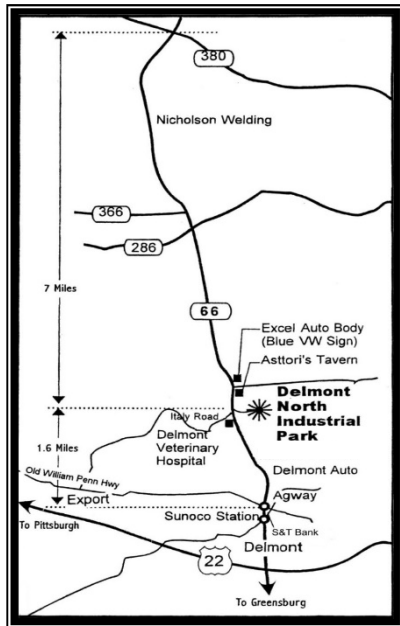 380
Nicholson Welding
366
286
7 Miles
66
Excel Auto Body
(Blue VW Sign)
Asttori's Tavern
Delmont
North
Industrial
Park
Italy Road
Delmont
Veterinary
Hospital
1.6 Miles
Delmont Auto
Old William Penn Hwy
Export
Agway
To Pittsburgh
Sunoco Station
S&T Bank
Delmont
22
To Greensburg